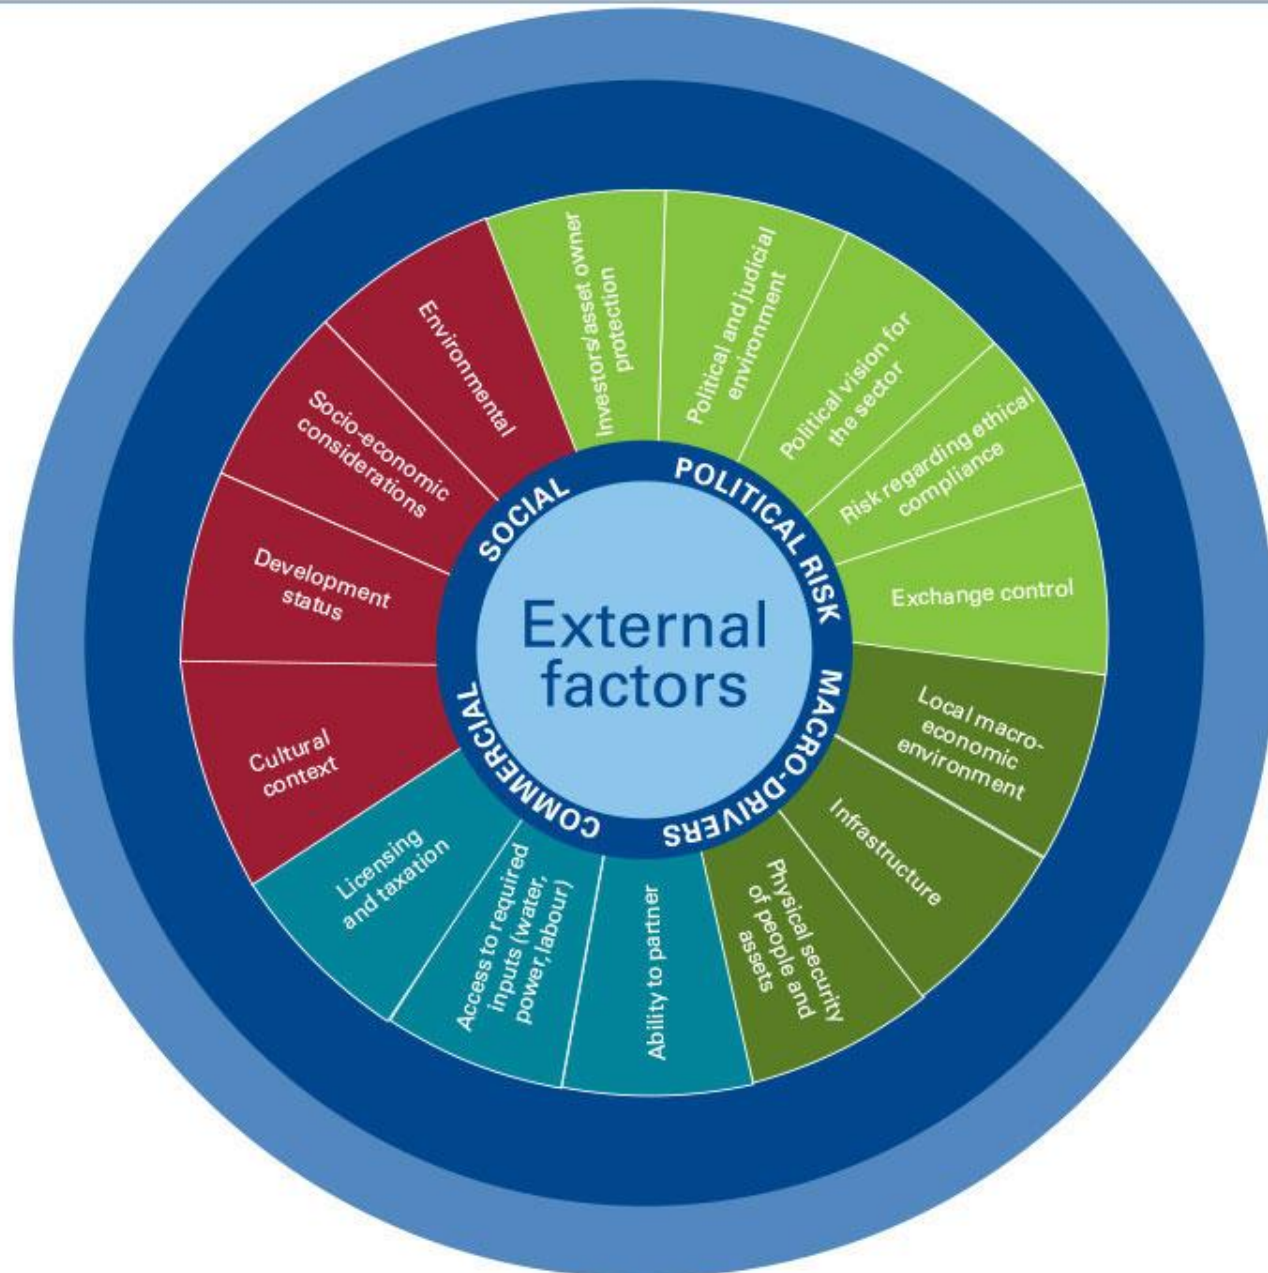 External
factors
POLITICAL RISK
Investors/asset owner
protection
Political and judicial
environment
Political vision for
the sector
Risk regarding ethical
compliance
Exchange control
MACRO-DRIVERS
Local macro-
economic
environment
Infrastructure
Physical security
of people and
assets
COMMERCIAL
Ability to partner
Access to required
inputs (water,
power,labour)
Licensing
and taxation
SOCIAL
Cultural
context
Development
status
Socio-economic
considerations
Environmental